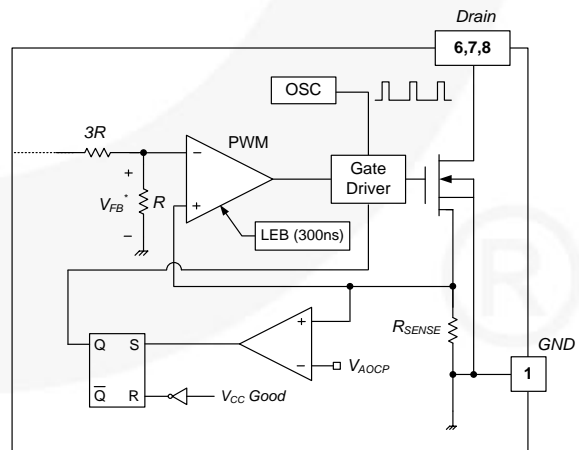 Drain
6,7,8
OSC
3R
PWM
−
+
Gate
Driver
+
V_FB*
−
R
LEB (300ns)
+
−
R_SENSE
V_AOCP
GND
1
Q
S
Q̅
R
V_CC Good
®